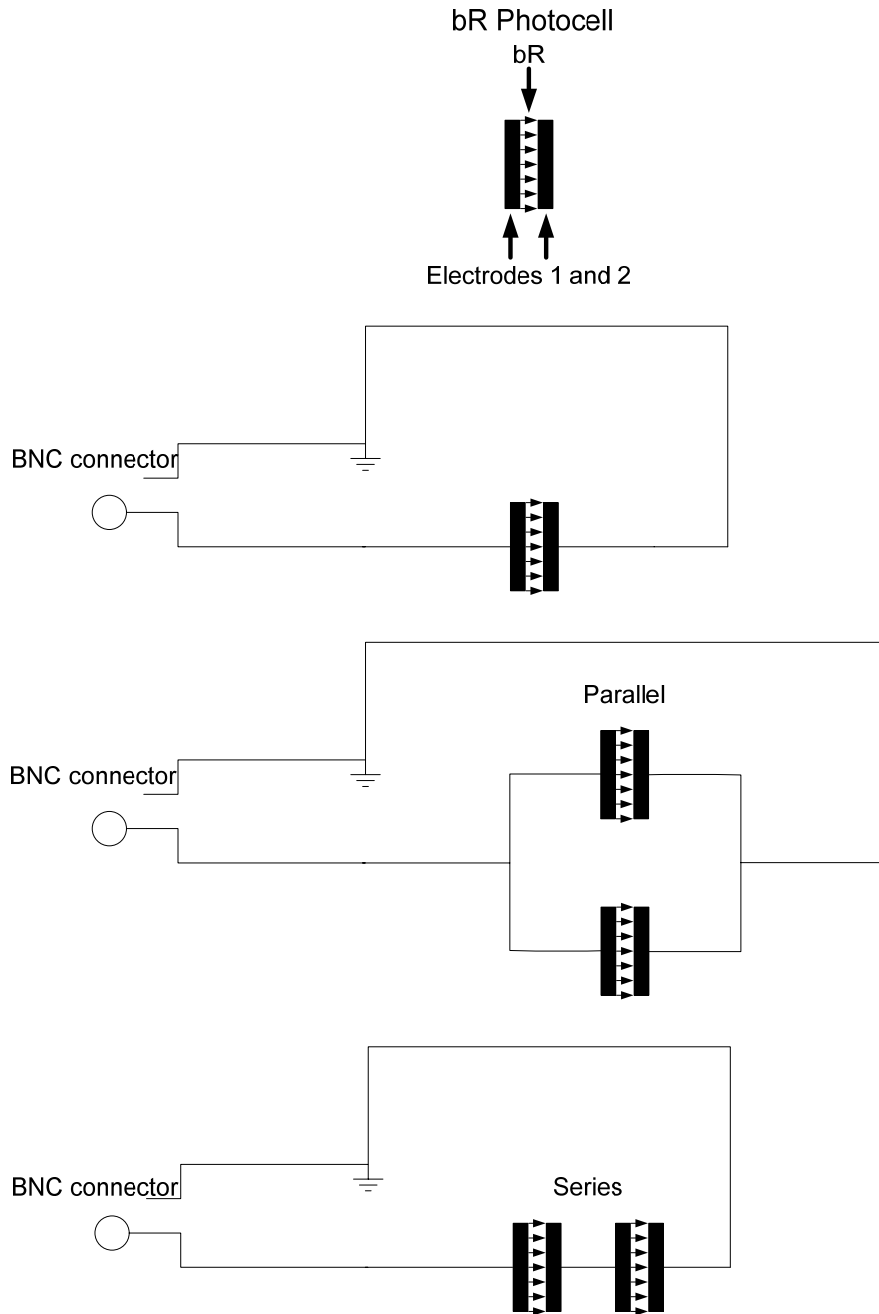 bR Photocell
bR
Electrodes 1 and 2
BNC connector
Parallel
BNC connector
Series
BNC connector